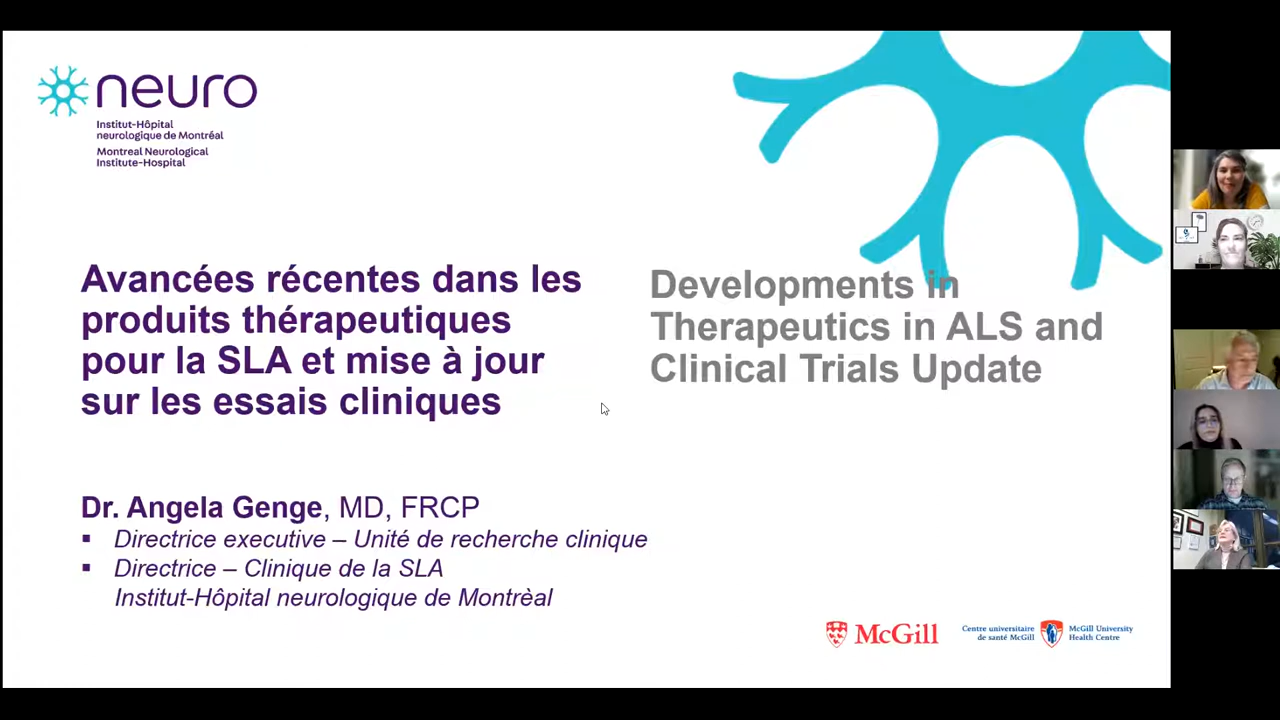 neuro
Institut-Hôpital
neurologique de Montréal
Montreal Neurological
Institute-Hospital
Avancées récentes dans les
produits thérapeutiques
pour la SLA et mise à jour
sur les essais cliniques
Developments in
Therapeutics in ALS and
Clinical Trials Update
Dr. Angela Genge, MD, FRCP
▪ Directrice executive – Unité de recherche clinique
▪ Directrice – Clinique de la SLA
Institut-Hôpital neurologique de Montrèal
McGill
Centre universitaire
de santé McGill
McGill University
Health Centre